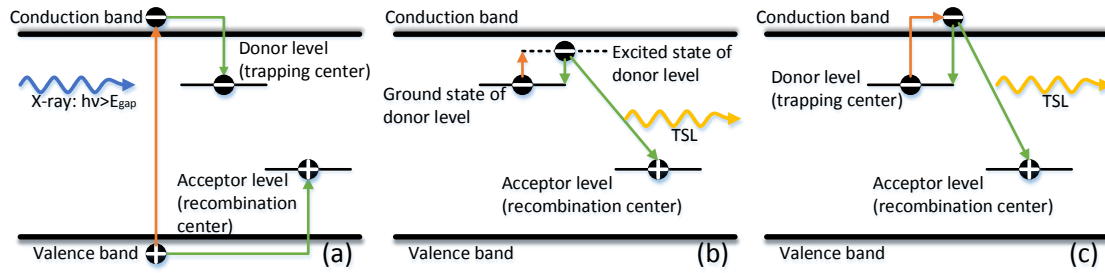 Conduction band
Donor level
(trapping center)
X-ray: hν>Egap
Acceptor level
(recombination
center)
Valence band
(a)
Conduction band
Excited state of
donor level
Ground state of
donor level
TSL
Acceptor level
(recombination center)
Valence band
(b)
Conduction band
Donor level
(trapping center)
TSL
Acceptor level
(recombination center)
Valence band
(c)